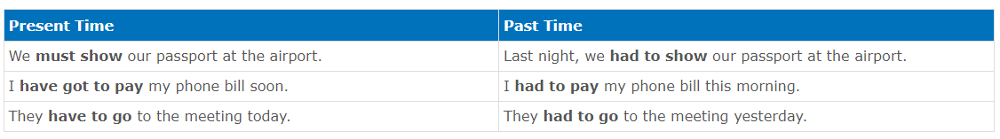 Present Time Past Time
We must show our passport at the airport. Last night, we had to show our passport at the airport.
I have got to pay my phone bill soon. I had to pay my phone bill this morning.
They have to go to the meeting today. They had to go to the meeting yesterday.